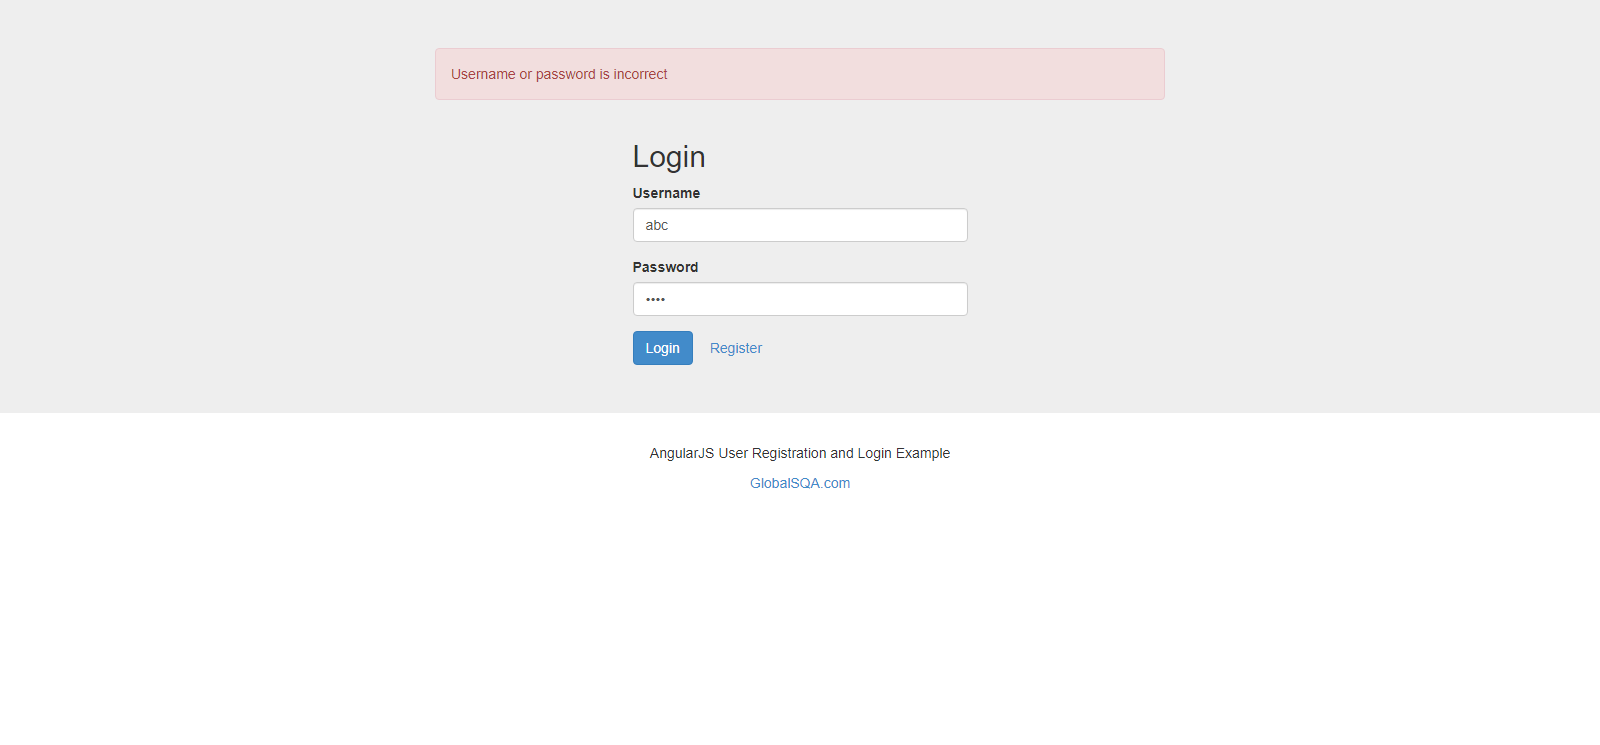 Username or password is incorrect
Login
Username
abc
Password
••••
Login Register
AngularJS User Registration and Login Example
GlobalSQA.com